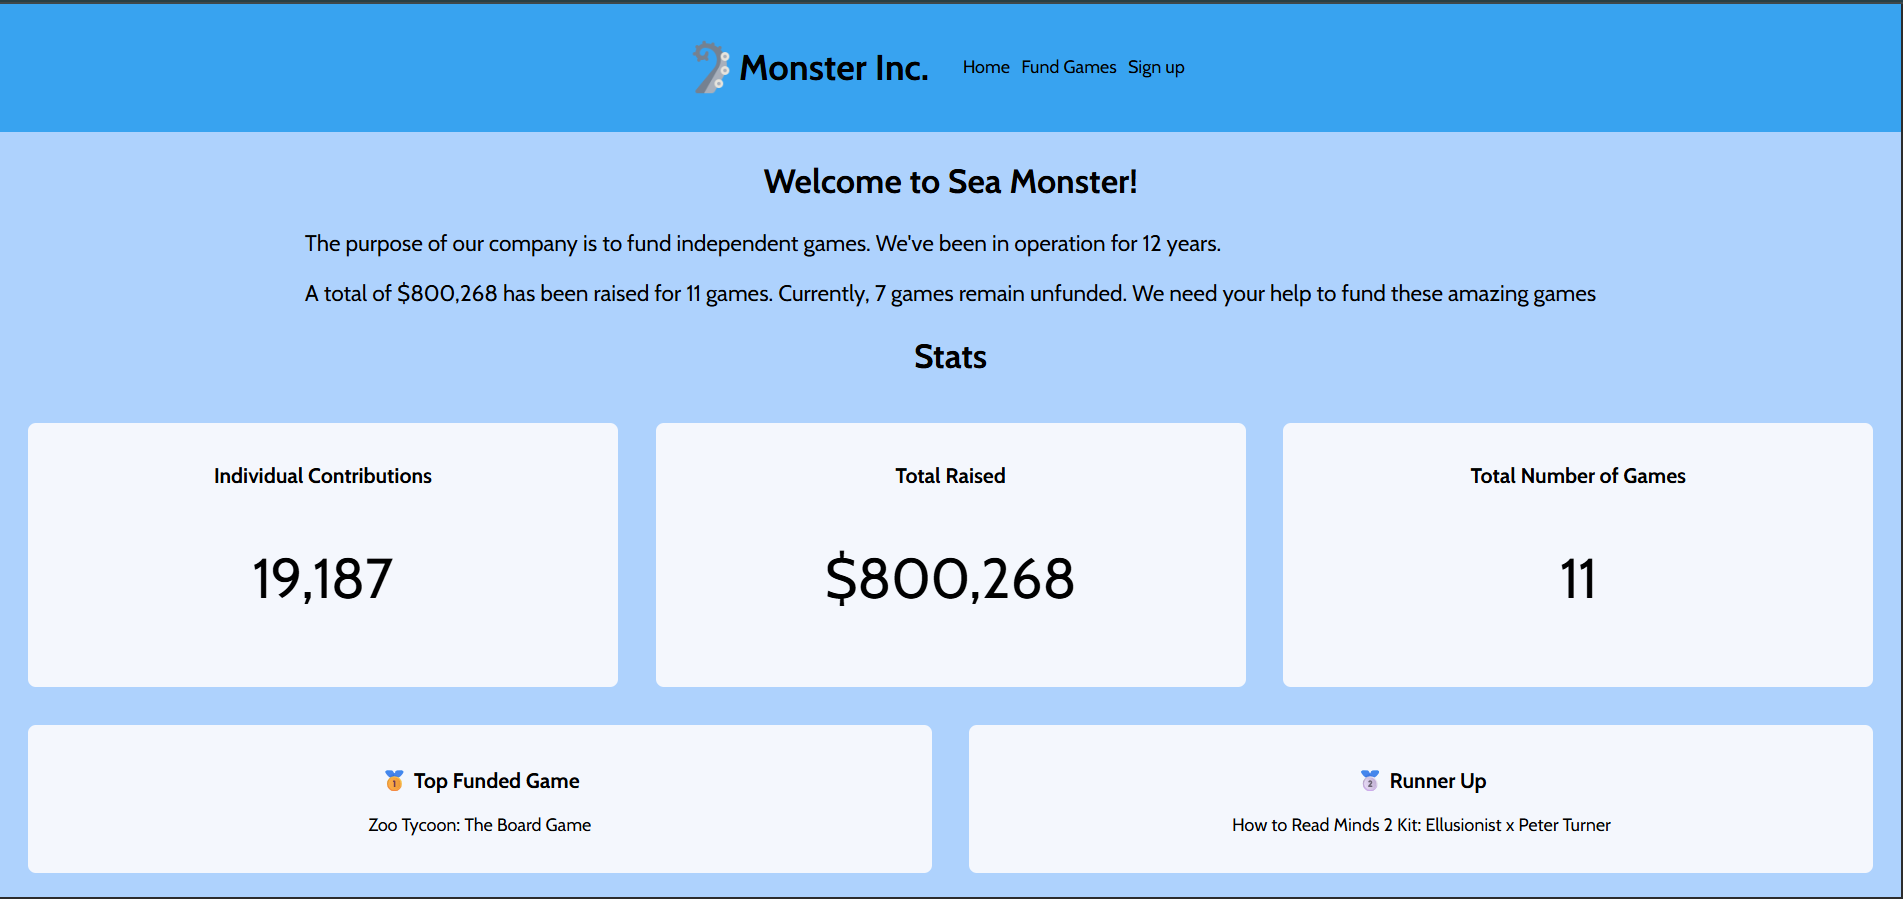 Monster Inc. Home Fund Games Sign up
Welcome to Sea Monster!
The purpose of our company is to fund independent games. We've been in operation for 12 years.
A total of $800,268 has been raised for 11 games. Currently, 7 games remain unfunded. We need your help to fund these amazing games
Stats
Individual Contributions
19,187
Total Raised
$800,268
Total Number of Games
11
🥇 Top Funded Game
Zoo Tycoon: The Board Game
🥈 Runner Up
How to Read Minds 2 Kit: Ellusionist x Peter Turner